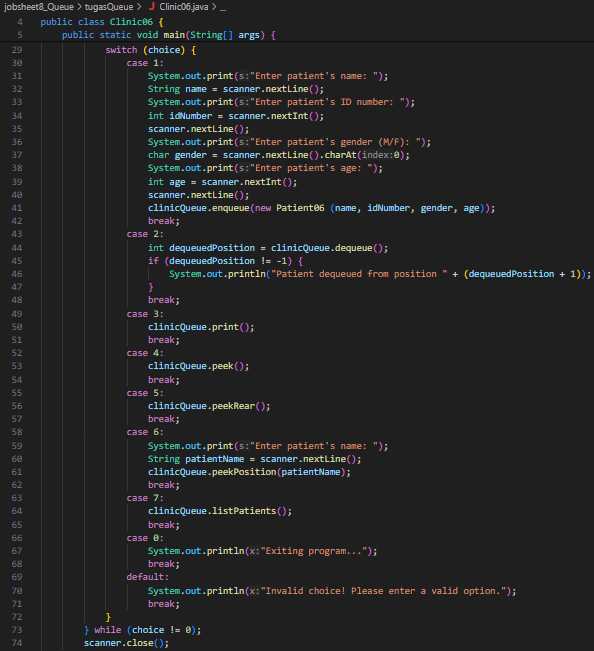 jobsheet8_Queue > tugasQueue > J Clinic06.java > ...
4 public class Clinic06 {
5 public static void main(String[] args) {
29 switch (choice) {
30 case 1:
31 System.out.print(s:"Enter patient's name: ");
32 String name = scanner.nextLine();
33 System.out.print(s:"Enter patient's ID number: ");
34 int idNumber = scanner.nextInt();
35 scanner.nextLine();
36 System.out.print(s:"Enter patient's gender (M/F): ");
37 char gender = scanner.nextLine().charAt(index:0);
38 System.out.print(s:"Enter patient's age: ");
39 int age = scanner.nextInt();
40 scanner.nextLine();
41 clinicQueue.enqueue(new Patient06 (name, idNumber, gender, age));
42 break;
43 case 2:
44 int dequeuedPosition = clinicQueue.dequeue();
45 if (dequeuedPosition != -1) {
46 System.out.println("Patient dequeued from position " + (dequeuedPosition + 1));
47 }
48 break;
49 case 3:
50 clinicQueue.print();
51 break;
52 case 4:
53 clinicQueue.peek();
54 break;
55 case 5:
56 clinicQueue.peekRear();
57 break;
58 case 6:
59 System.out.print(s:"Enter patient's name: ");
60 String patientName = scanner.nextLine();
61 clinicQueue.peekPosition(patientName);
62 break;
63 case 7:
64 clinicQueue.listPatients();
65 break;
66 case 0:
67 System.out.println(x:"Exiting program...");
68 break;
69 default:
70 System.out.println(x:"Invalid choice! Please enter a valid option.");
71 break;
72 }
73 } while (choice != 0);
74 scanner.close();